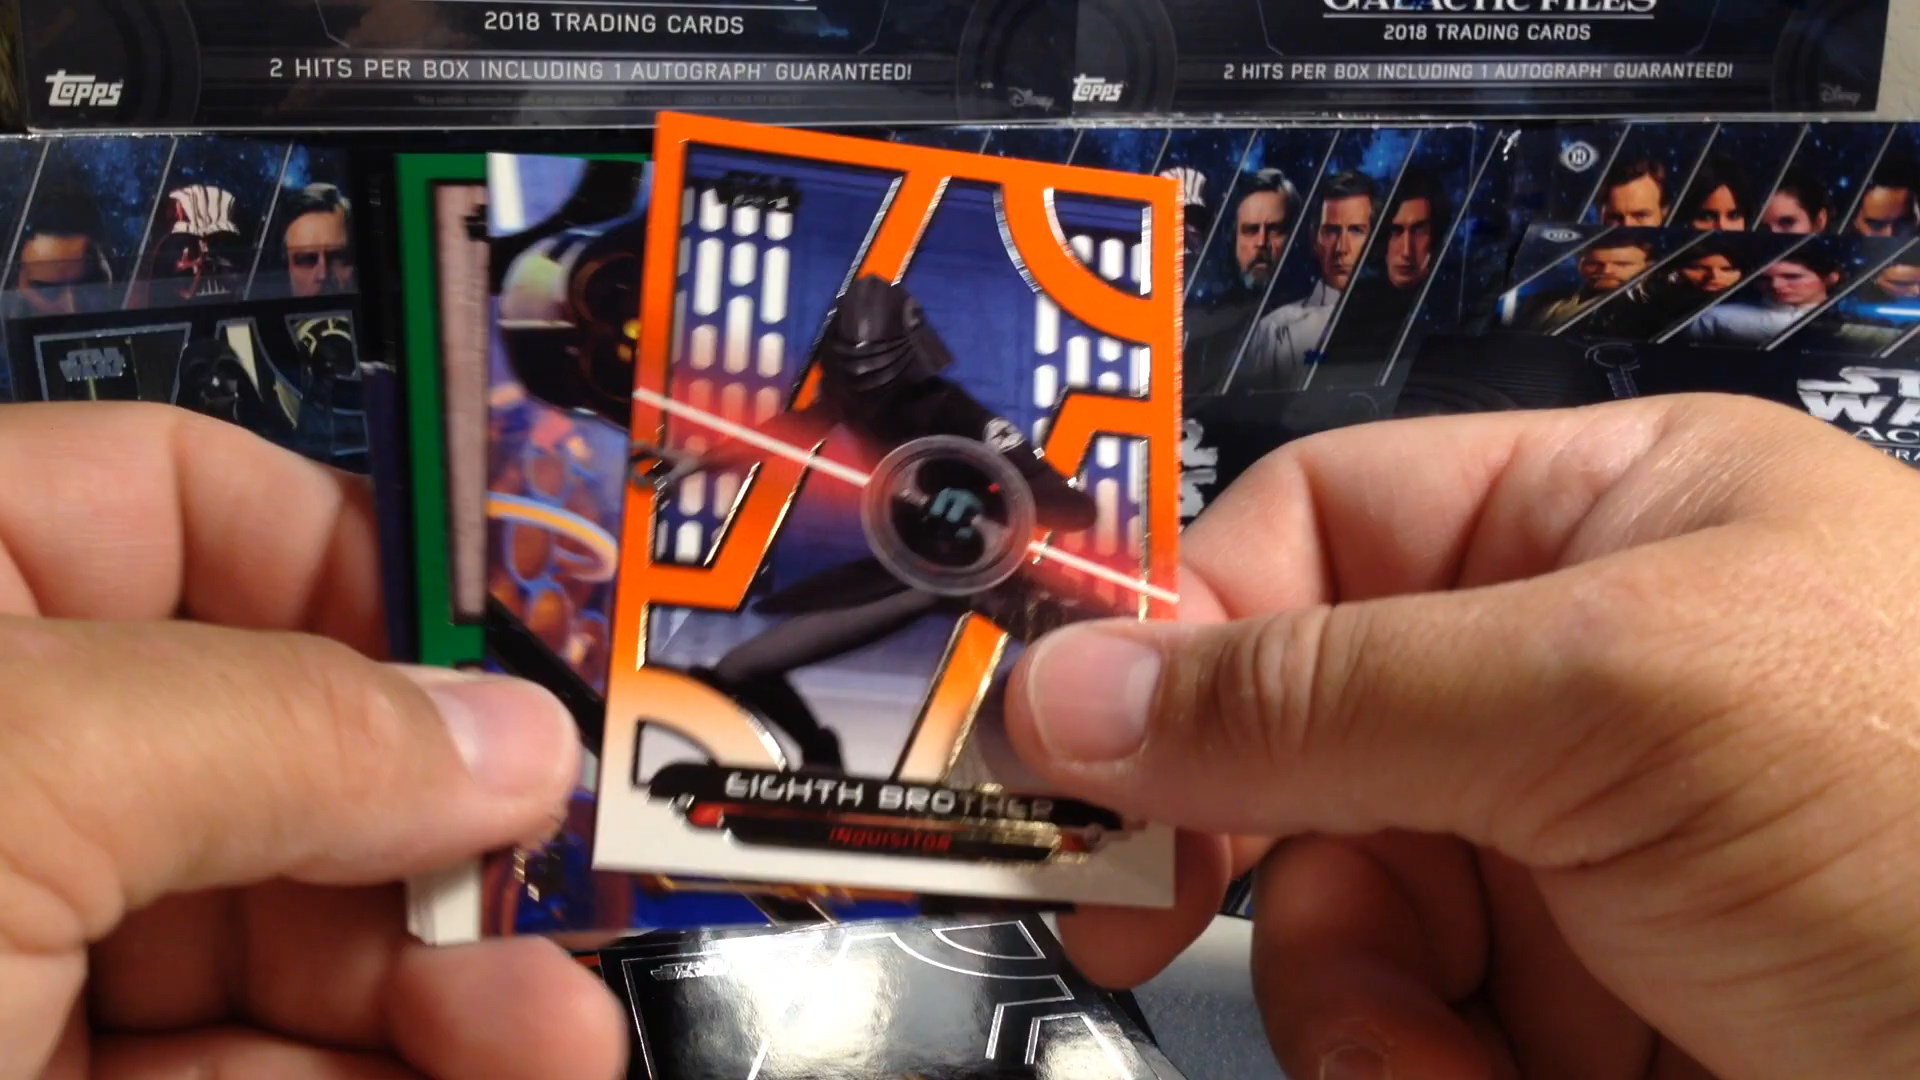 2018 TRADING CARDS
2 HITS PER BOX INCLUDING 1 AUTOGRAPH GUARANTEED!
Topps
Disney
GALACTIC FILES
2018 TRADING CARDS
2 HITS PER BOX INCLUDING 1 AUTOGRAPH GUARANTEED!
Topps
Disney
STAR WARS
EIGHTH BROTHER
INQUISITOR